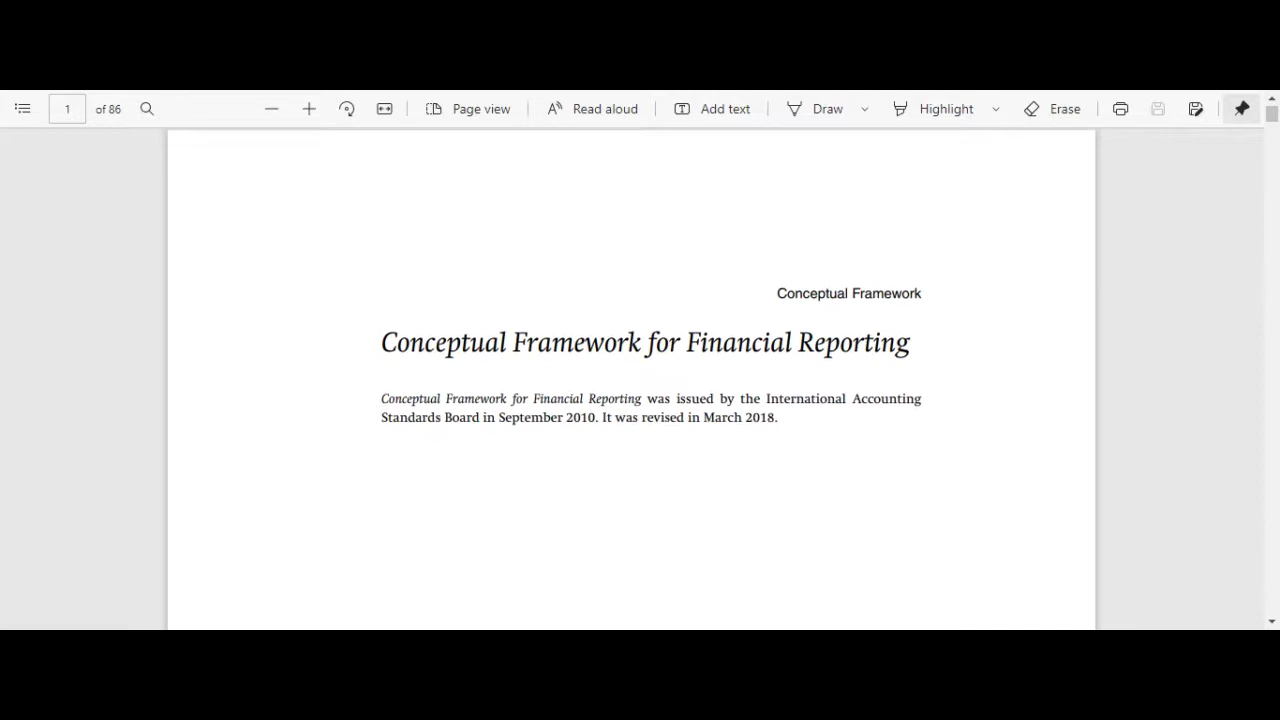 1 of 86 Page view Read aloud Add text Draw Highlight Erase
Conceptual Framework
Conceptual Framework for Financial Reporting
Conceptual Framework for Financial Reporting was issued by the International Accounting
Standards Board in September 2010. It was revised in March 2018.